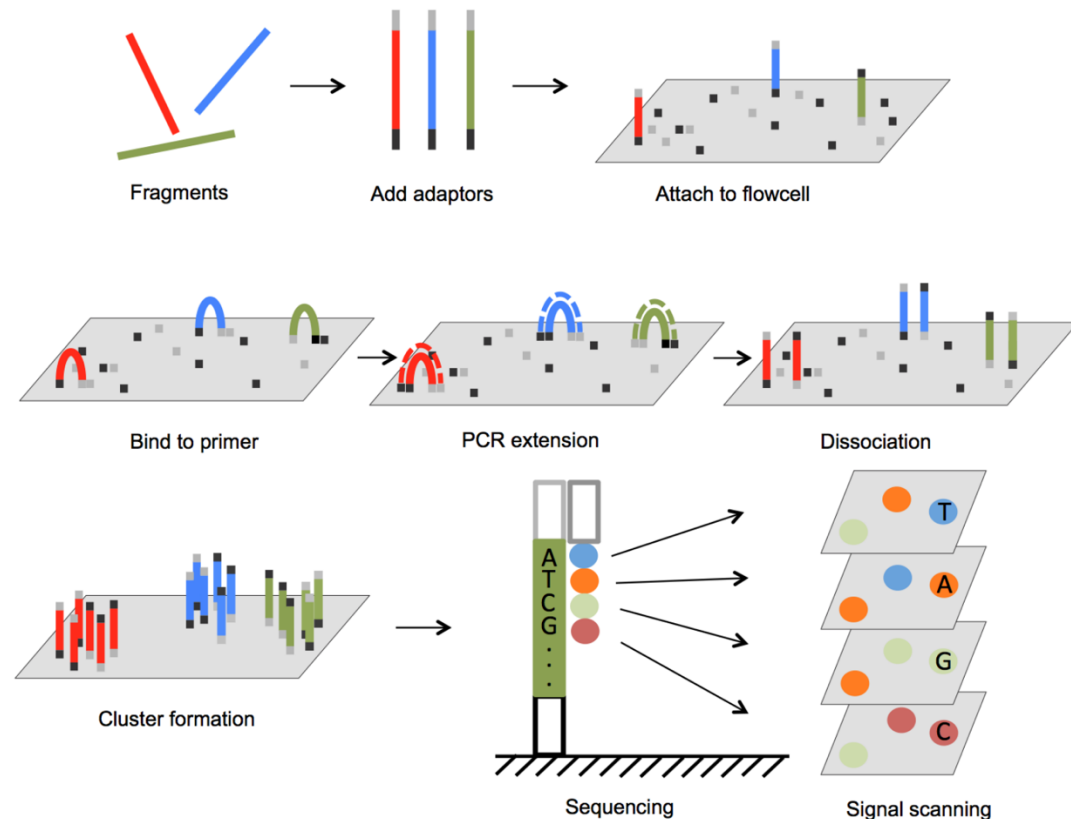 Fragments
Add adaptors
Attach to flowcell
Bind to primer
PCR extension
Dissociation
Cluster formation
A
T
C
G
.
.
.
Sequencing
T
A
G
C
Signal scanning